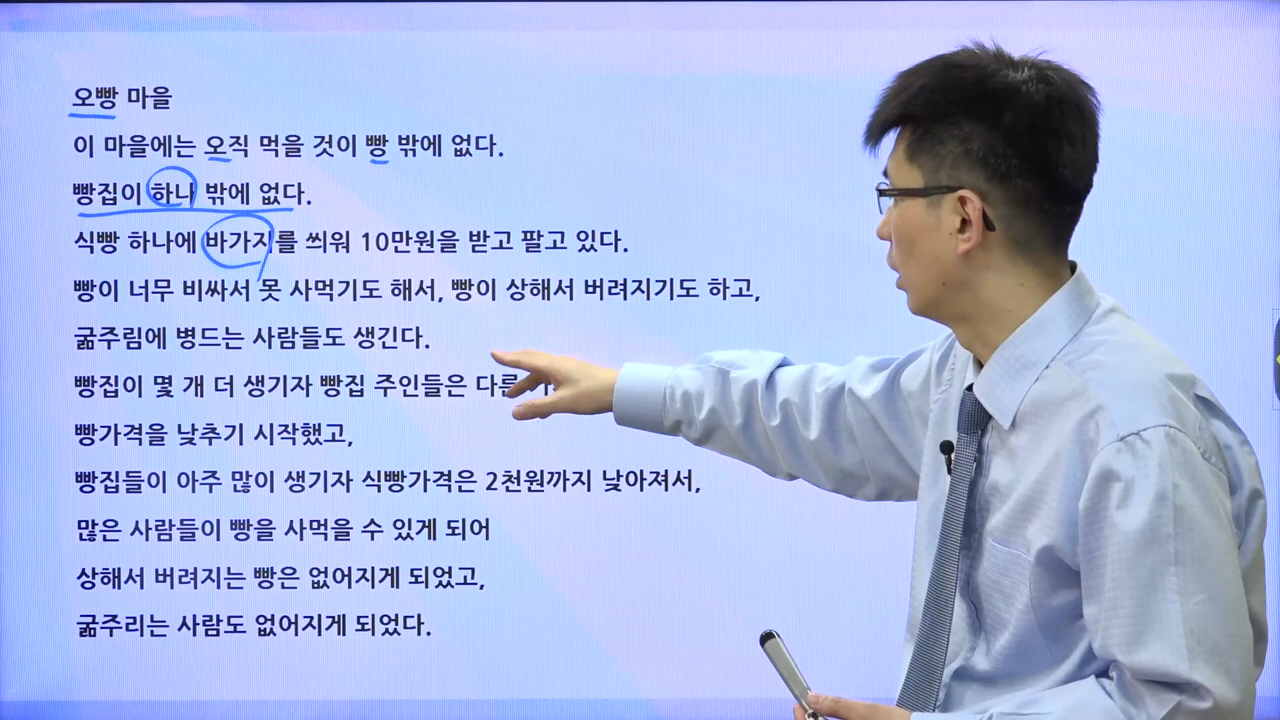 오빵 마을
이 마을에는 오직 먹을 것이 빵 밖에 없다.
빵집이 하나 밖에 없다.
식빵 하나에 바가지를 씌워 10만원을 받고 팔고 있다.
빵이 너무 비싸서 못 사먹기도 해서, 빵이 상해서 버려지기도 하고,
굶주림에 병드는 사람들도 생긴다.
빵집이 몇 개 더 생기자 빵집 주인들은 다른
빵가격을 낮추기 시작했고,
빵집들이 아주 많이 생기자 식빵가격은 2천원까지 낮아져서,
많은 사람들이 빵을 사먹을 수 있게 되어
상해서 버려지는 빵은 없어지게 되었고,
굶주리는 사람도 없어지게 되었다.